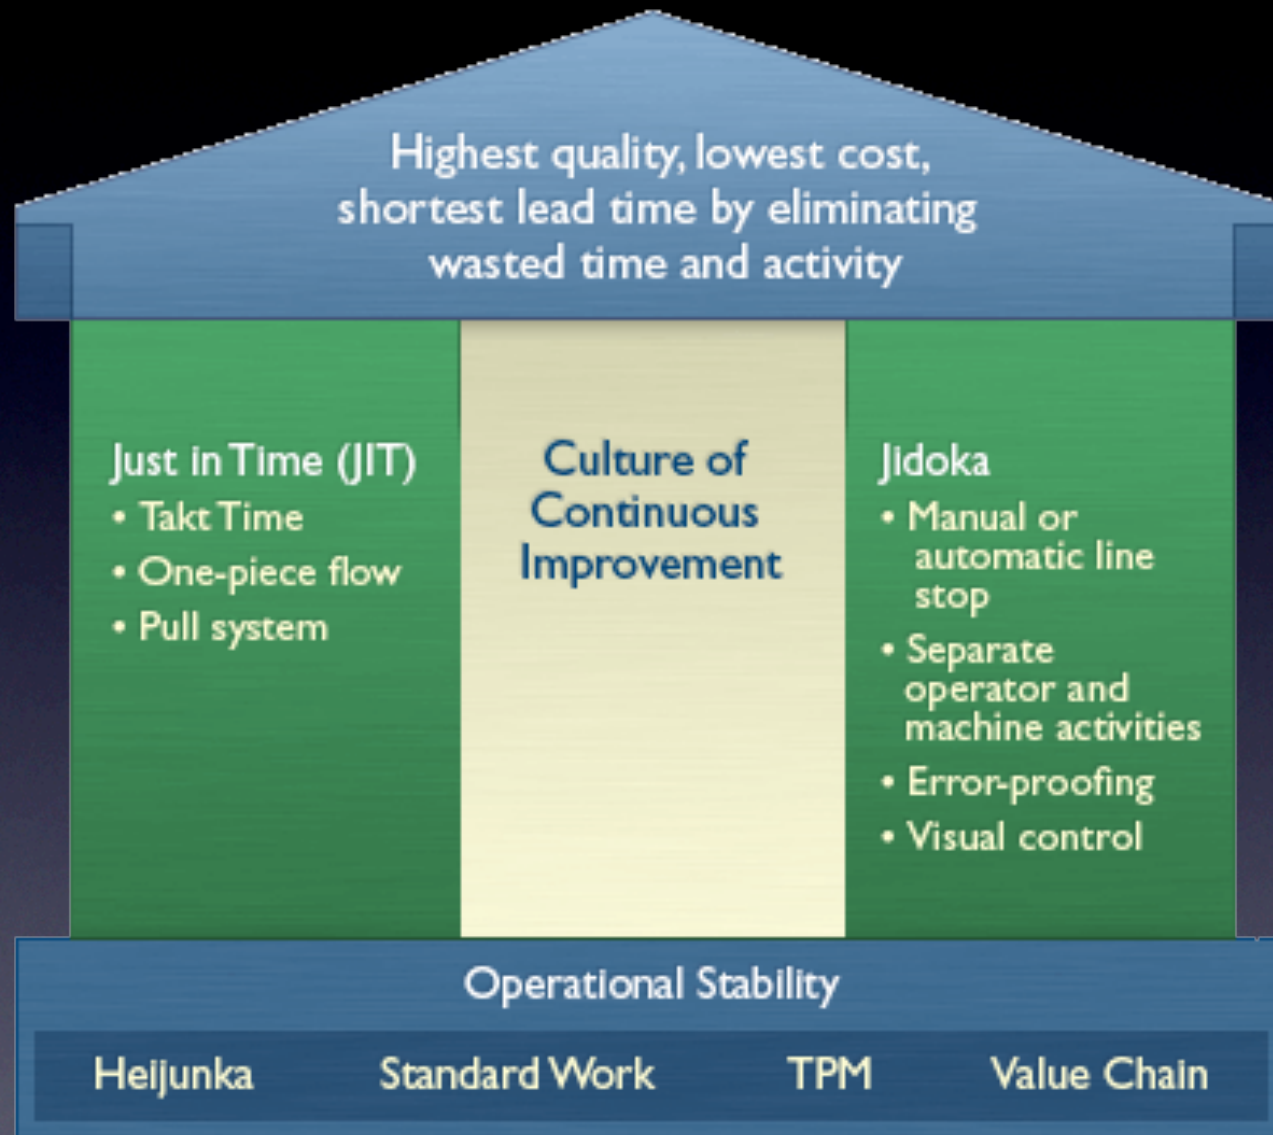 Highest quality, lowest cost,
shortest lead time by eliminating
wasted time and activity
Just in Time (JIT)
• Takt Time
• One-piece flow
• Pull system
Culture of
Continuous
Improvement
Jidoka
• Manual or
automatic line
stop
• Separate
operator and
machine activities
• Error-proofing
• Visual control
Operational Stability
Heijunka Standard Work TPM Value Chain